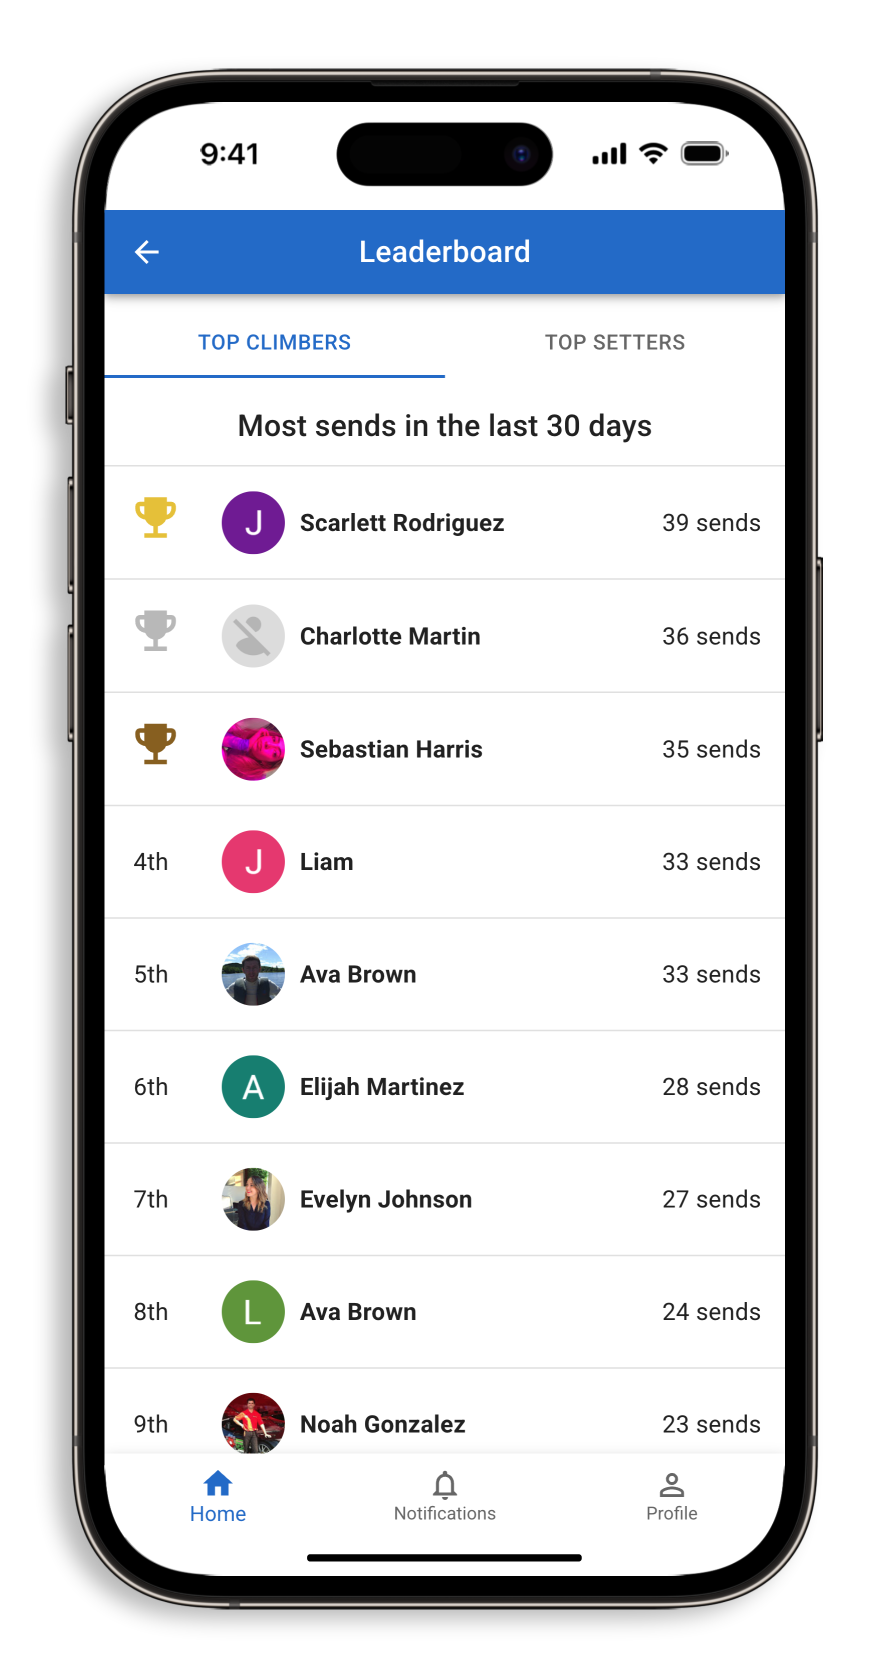 9:41
Leaderboard
TOP CLIMBERS TOP SETTERS
Most sends in the last 30 days
J Scarlett Rodriguez 39 sends
Charlotte Martin 36 sends
Sebastian Harris 35 sends
4th J Liam 33 sends
5th Ava Brown 33 sends
6th A Elijah Martinez 28 sends
7th Evelyn Johnson 27 sends
8th L Ava Brown 24 sends
9th Noah Gonzalez 23 sends
Home Notifications Profile